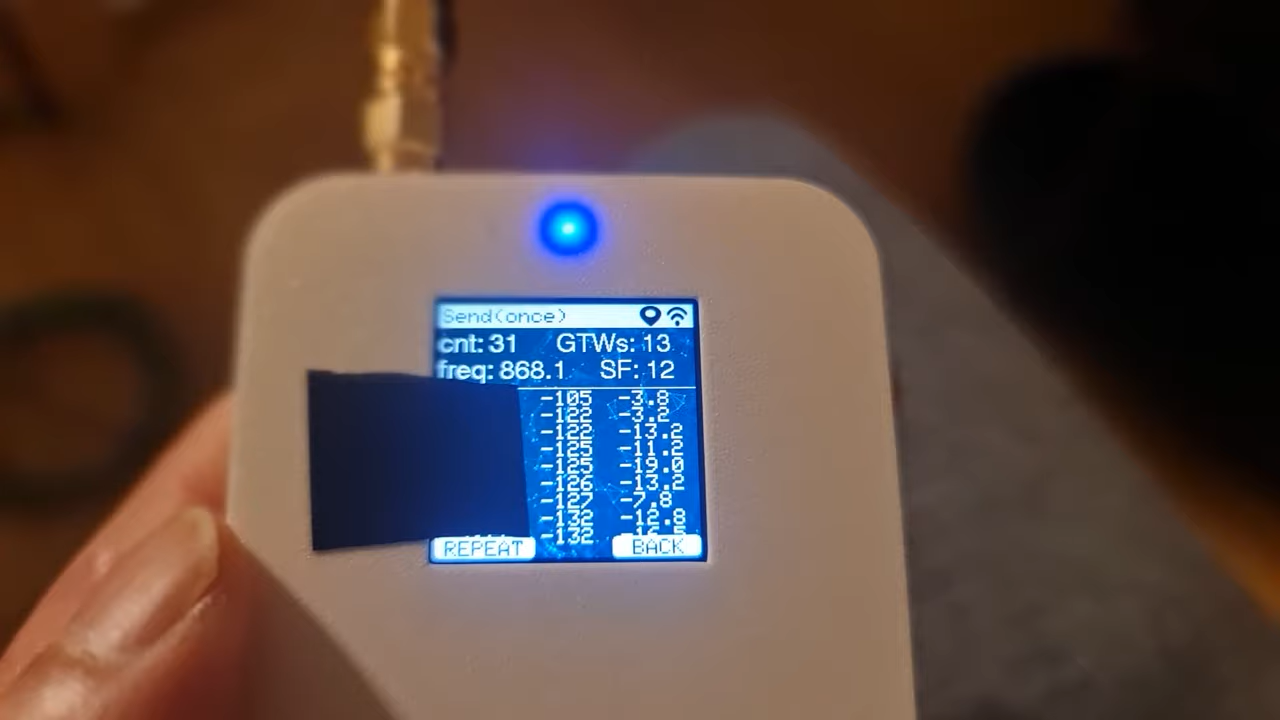 Send(once)
cnt: 31 GTWs: 13
freq: 868.1 SF: 12
-105 -3.8
-122 -3.2
-122 -13.2
-125 -11.2
-125 -19.0
-126 -13.2
-127 -7.8
-132 -12.8
-132
REPEAT BACK